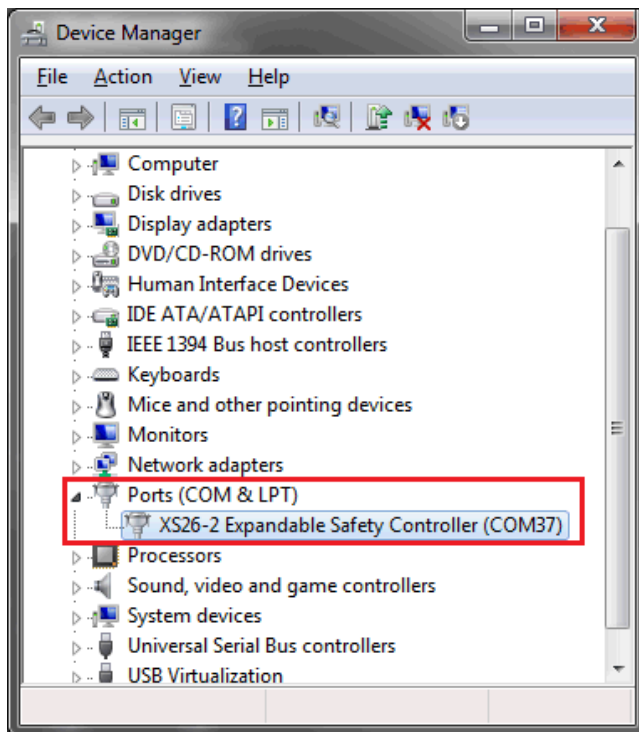 Device Manager
File Action View Help
Computer
Disk drives
Display adapters
DVD/CD-ROM drives
Human Interface Devices
IDE ATA/ATAPI controllers
IEEE 1394 Bus host controllers
Keyboards
Mice and other pointing devices
Monitors
Network adapters
Ports (COM & LPT)
XS26-2 Expandable Safety Controller (COM37)
Processors
Sound, video and game controllers
System devices
Universal Serial Bus controllers
USB Virtualization